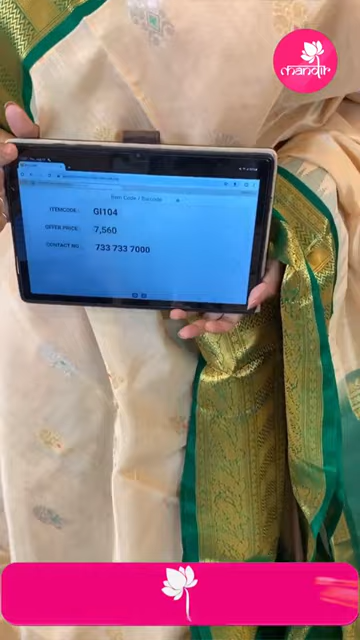 mandir
Item Code / Barcode
ITEMCODE : GI104
OFFER PRICE : 7,560
CONTACT NO : 733 733 7000